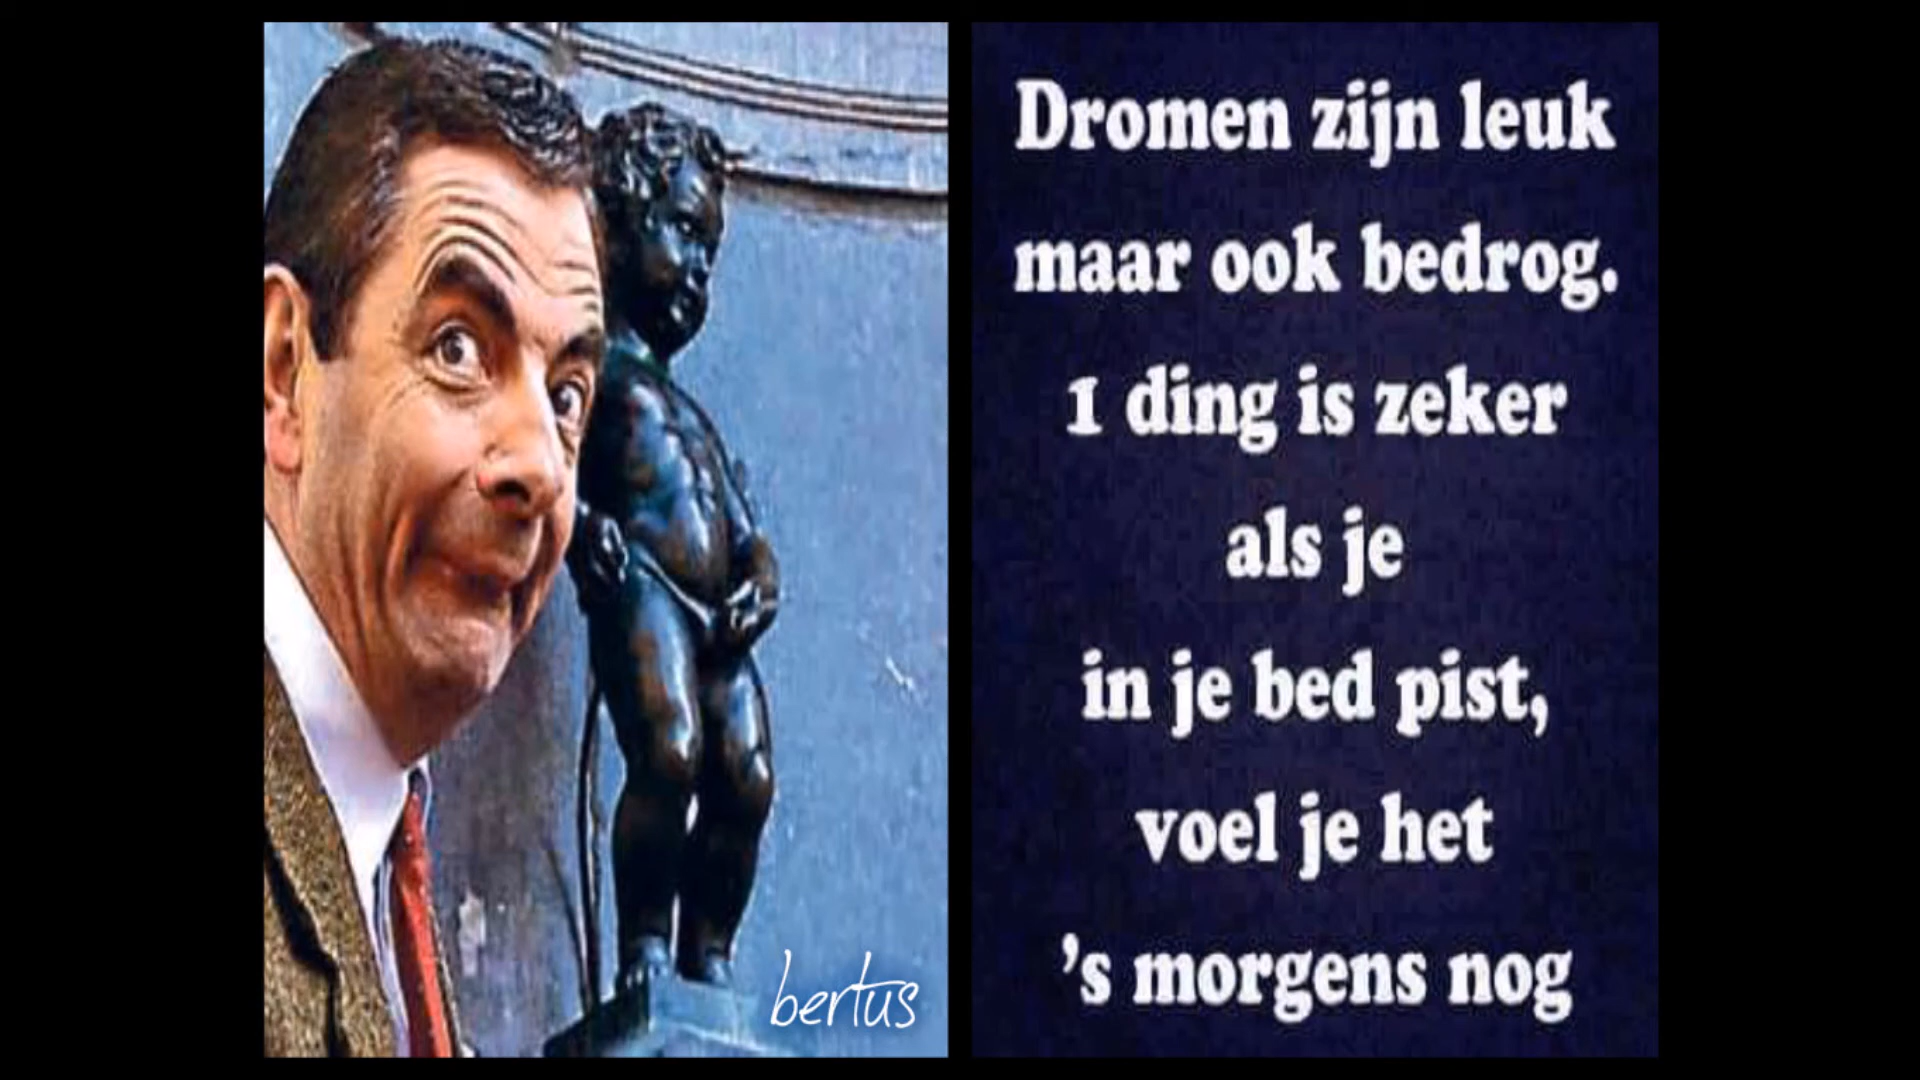 Dromen zijn leuk
maar ook bedrog.
1 ding is zeker
als je
in je bed pist,
voel je het
's morgens nog
bertus